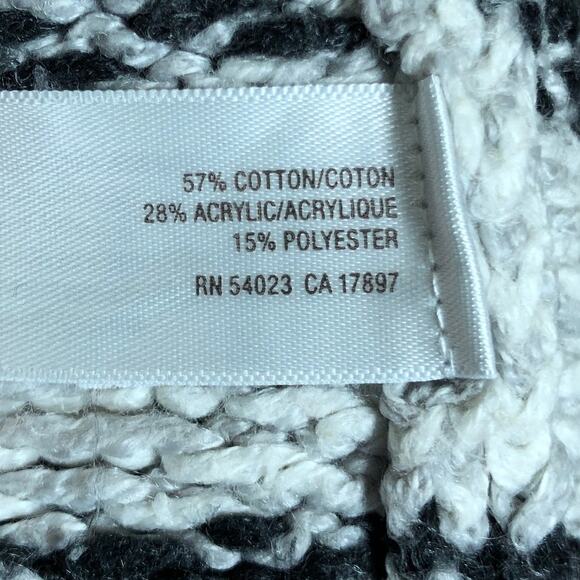 57% COTTON/COTON
28% ACRYLIC/ACRYLIQUE
15% POLYESTER
RN 54023 CA 17897